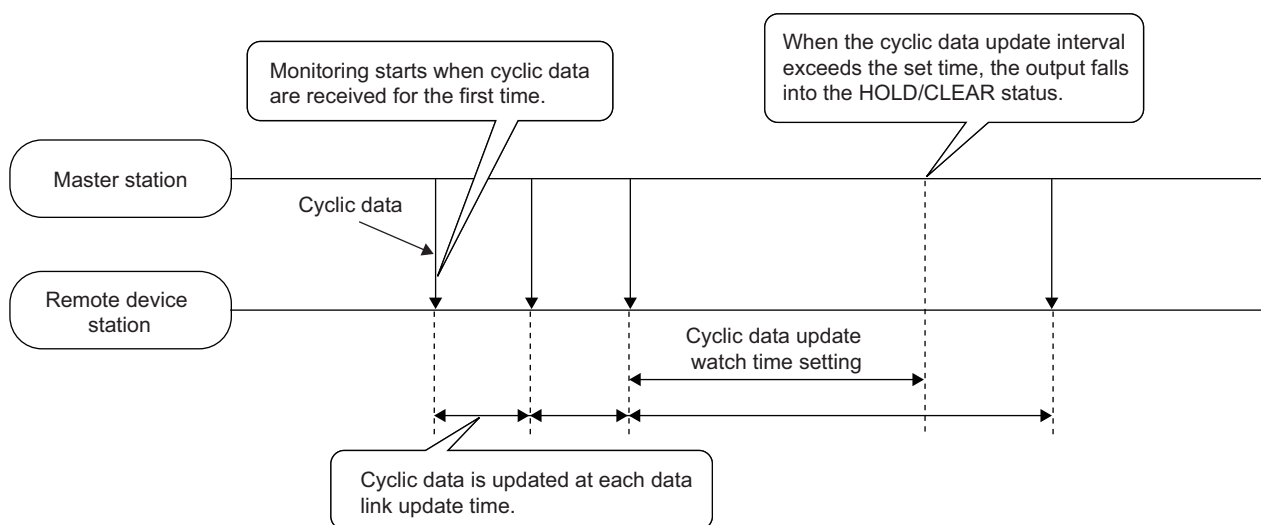 Monitoring starts when cyclic data
are received for the first time.
When the cyclic data update interval
exceeds the set time, the output falls
into the HOLD/CLEAR status.
Master station
Cyclic data
Remote device
station
Cyclic data update
watch time setting
Cyclic data is updated at each data
link update time.